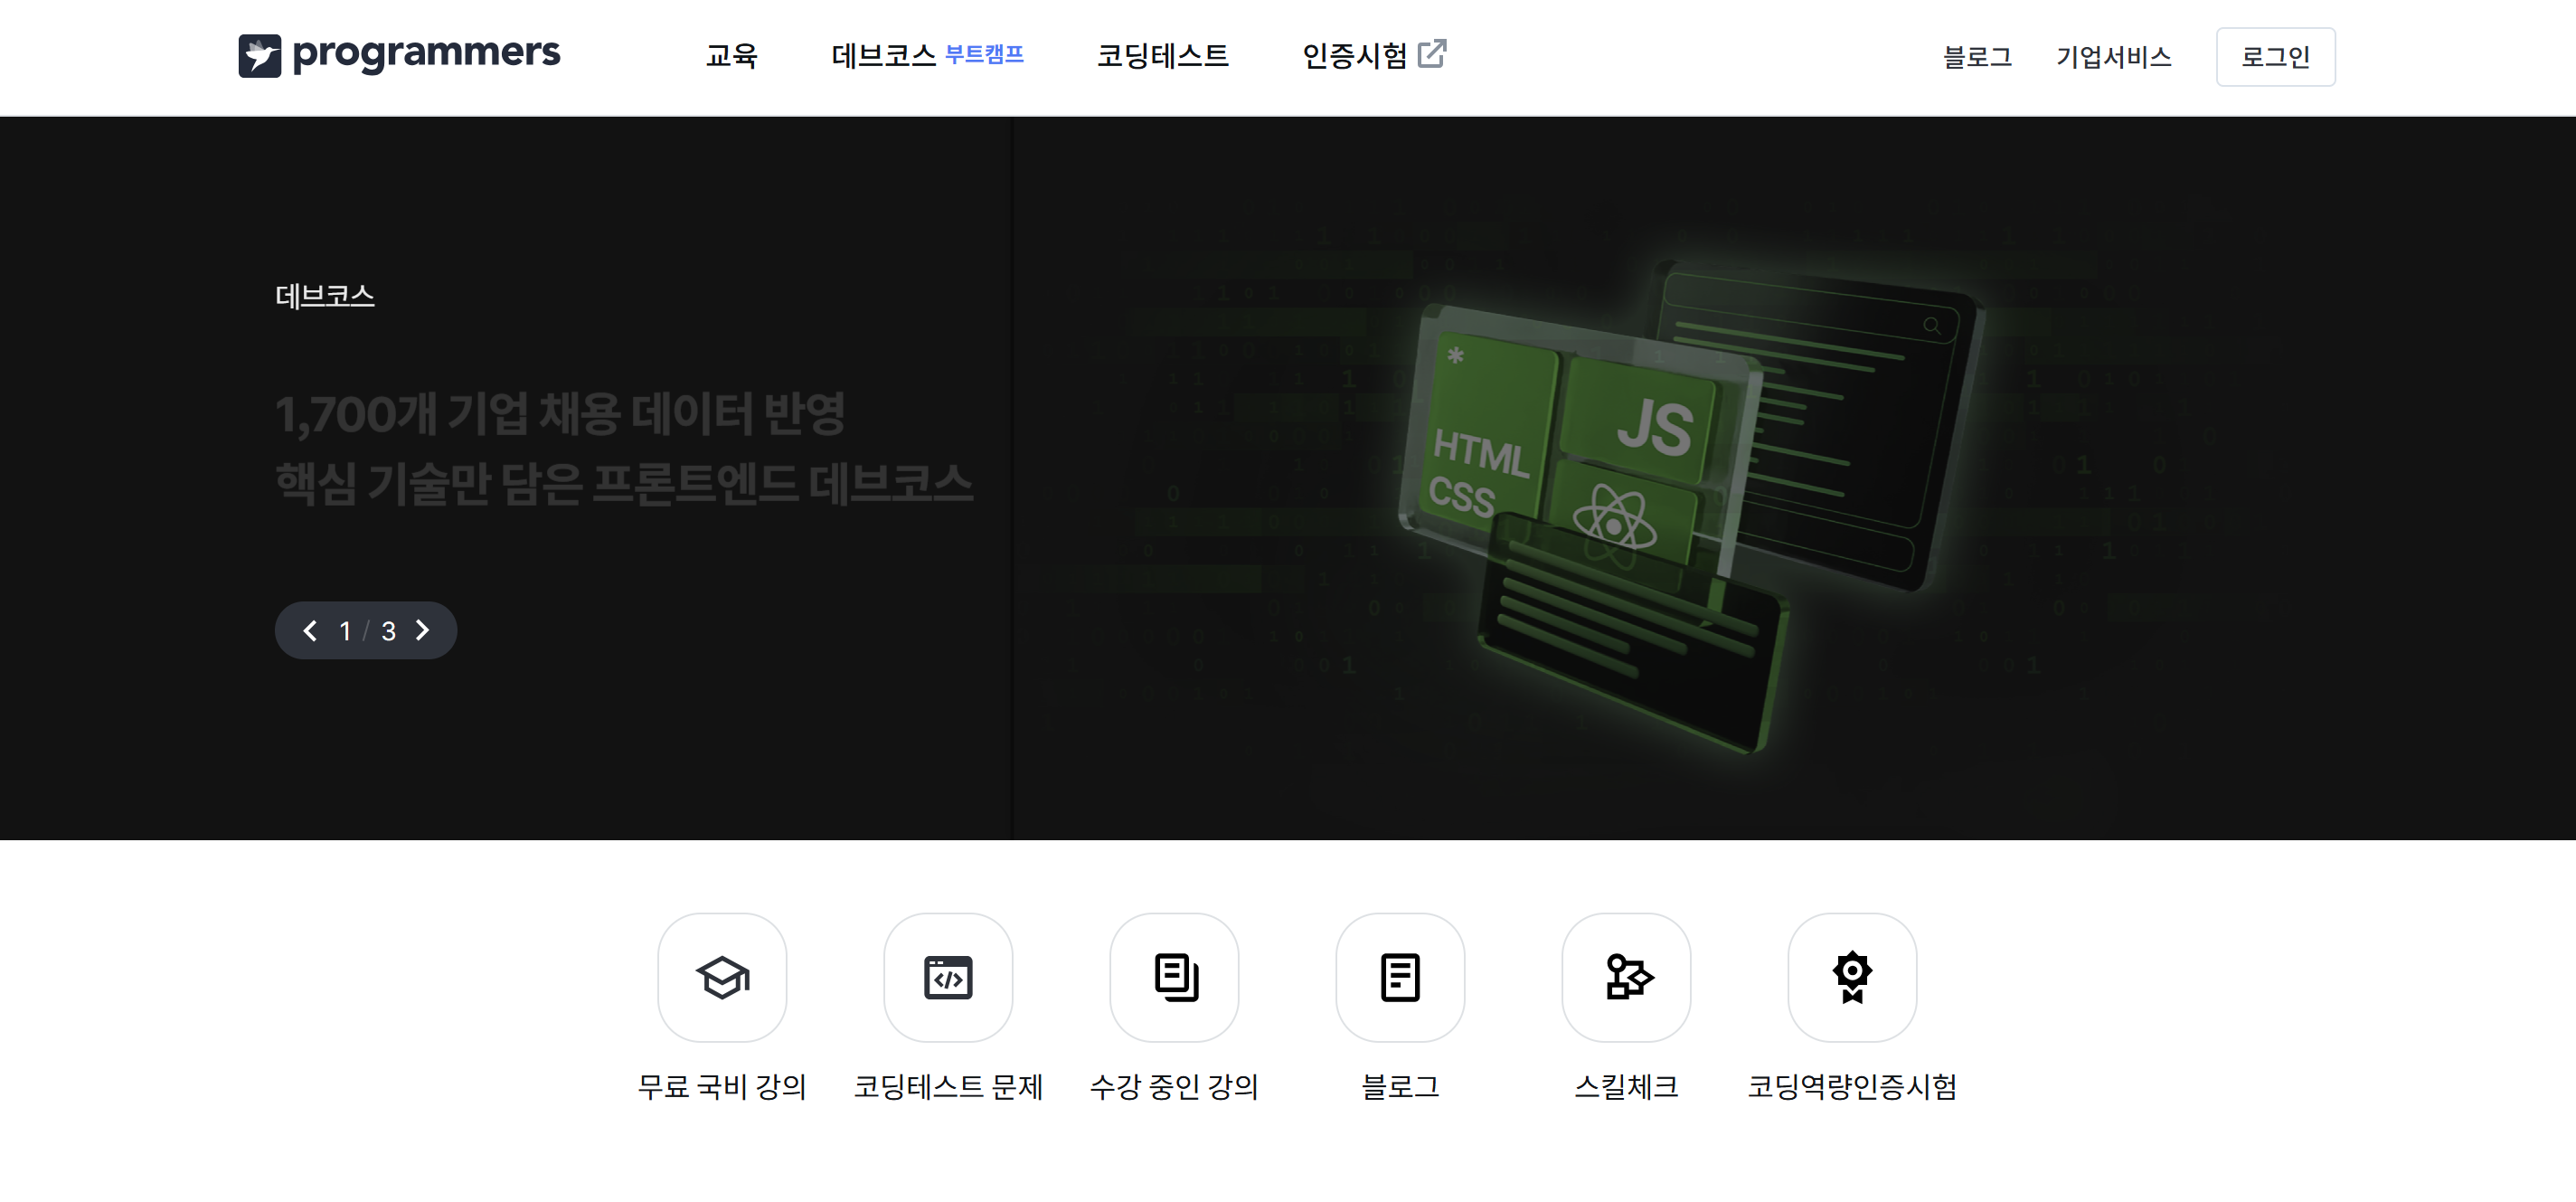 programmers
교육
데브코스 부트캠프
코딩테스트
인증시험
블로그
기업서비스
로그인
데브코스
1,700개 기업 채용 데이터 반영
핵심 기술만 담은 프론트엔드 데브코스
1 / 3
* JS
HTML
CSS
무료 국비 강의
코딩테스트 문제
수강 중인 강의
블로그
스킬체크
코딩역량인증시험